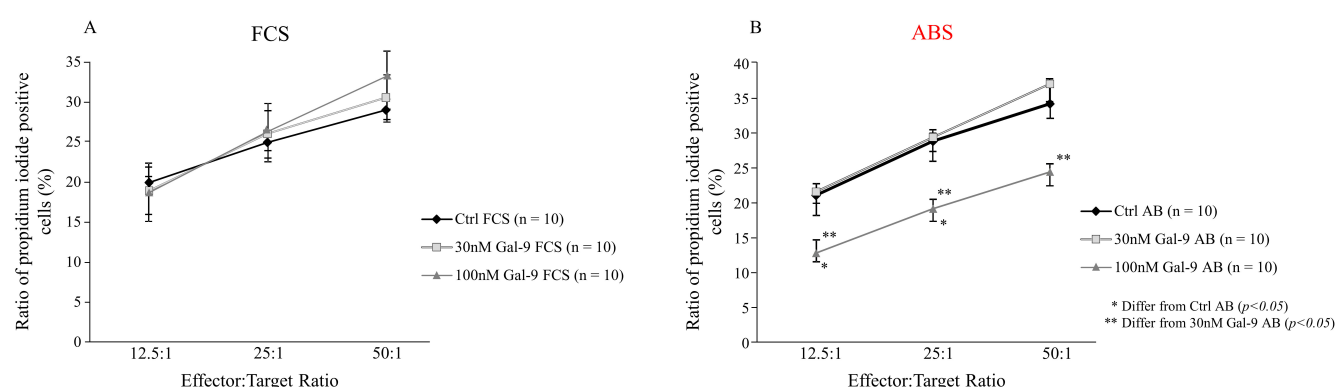 A
FCS
Ratio of propidium iodide positive
cells (%)
35
30
25
20
15
10
5
0
12.5:1
25:1
50:1
Effector:Target Ratio
Ctrl FCS (n = 10)
30nM Gal-9 FCS (n = 10)
100nM Gal-9 FCS (n = 10)
B
ABS
Ratio of propidium iodide positive
cells (%)
40
35
30
25
20
15
10
5
0
**
*
**
*
**
12.5:1
25:1
50:1
Effector:Target Ratio
Ctrl AB (n = 10)
30nM Gal-9 AB (n = 10)
100nM Gal-9 AB (n = 10)
* Differ from Ctrl AB (p<0.05)
** Differ from 30nM Gal-9 AB (p<0.05)